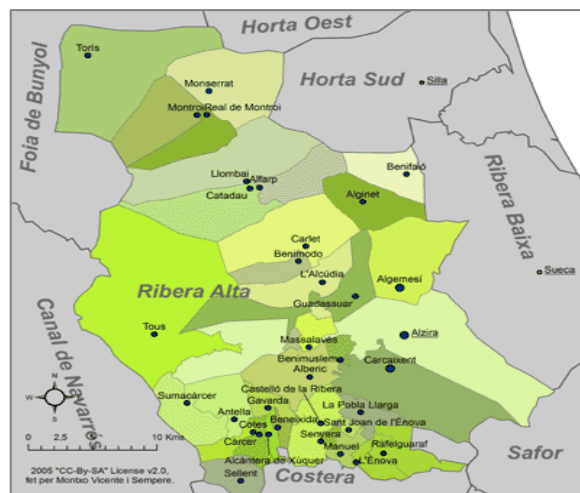 Horta Oest
Toris
Foia de Bunyol
Monserrat
Horta Sud
Silla
Montroi
Real de Montroi
Llombai
Alfarp
Catadau
Benifaió
Alginet
Ribera Baixa
Carlet
Benimodo
L'Alcúdia
Algemesí
Sueca
Ribera Alta
Guadassuar
Canal de Navarrés
Tous
Massalavés
Alzira
Benimuslem
Alberic
Carcaixent
Castelló de la Ribera
Sumacàrcer
Gavarda
La Pobla Llarga
Antella
Beneixida
Sant Joan de l'Ènova
Cotes
Senyera
Càrcer
Manuel
Rafelguaraf
Safor
Alcàntera de Xúquer
L'Ènova
Sellent
Costera
N
W
E
S
0
2,5
5
10 Kms
2005 "CC-By-SA" License v2.0,
fet per Montxo Vicente i Sempere.